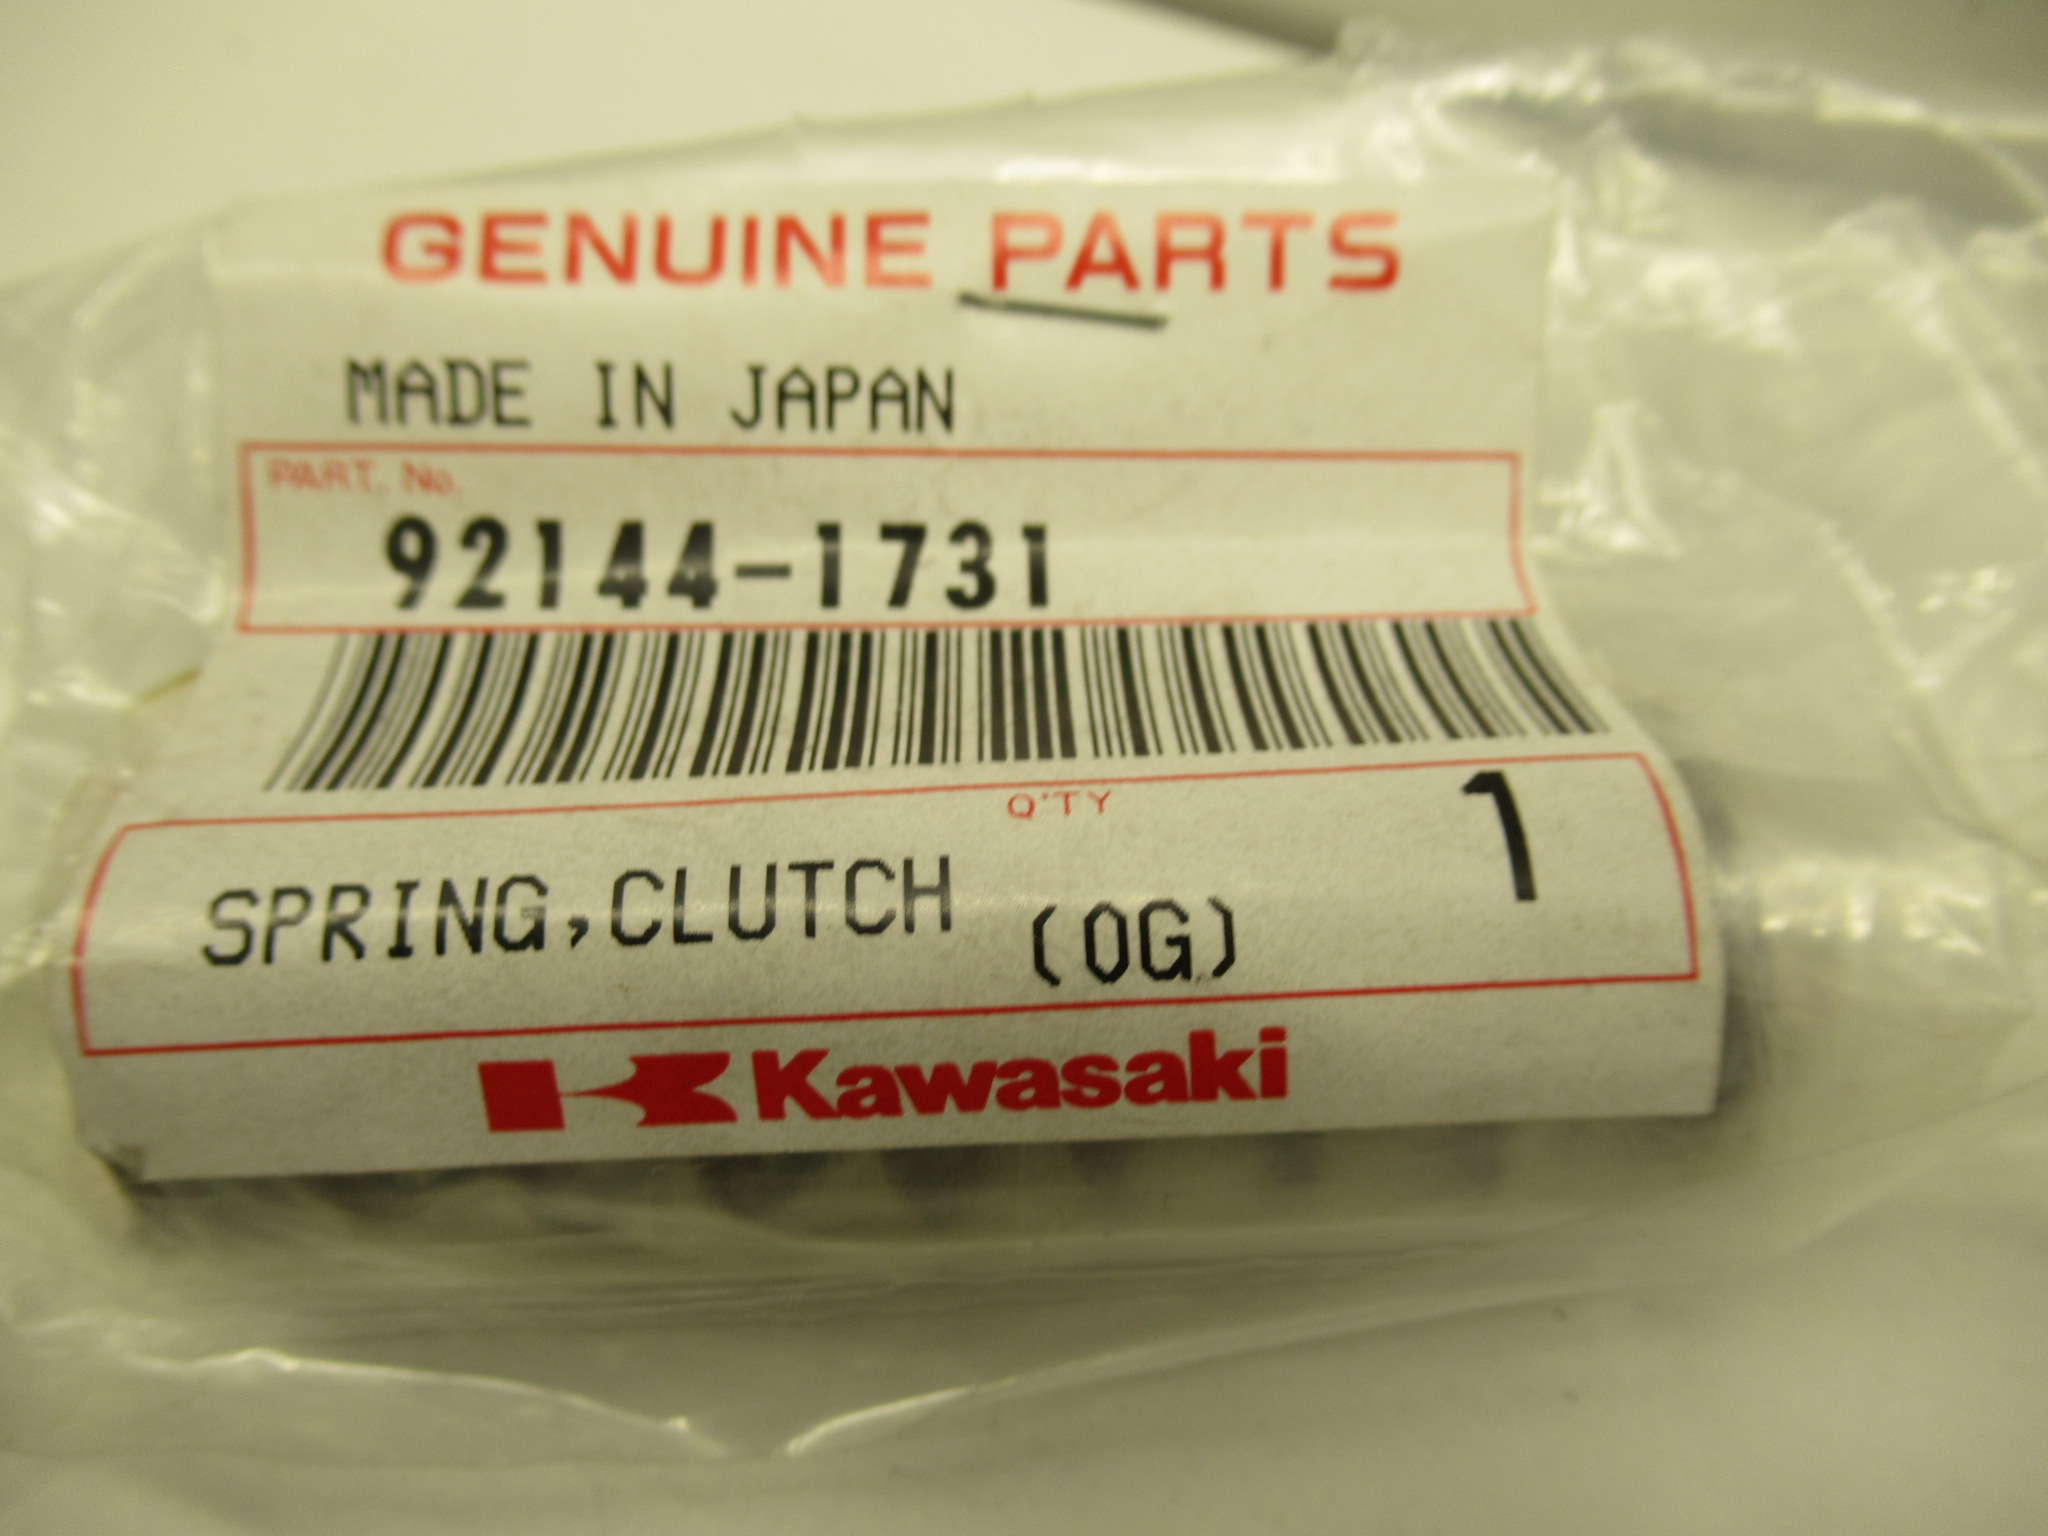 GENUINE PARTS
MADE IN JAPAN
PART. No.
92144-1731
Q'TY
1
SPRING,CLUTCH (OG)
Kawasaki